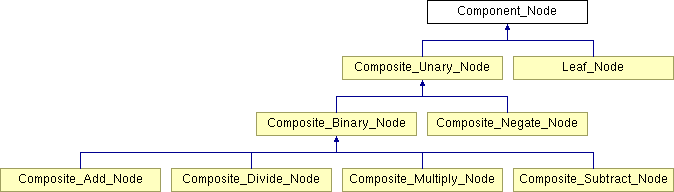 Component_Node
Composite_Unary_Node Leaf_Node
Composite_Binary_Node Composite_Negate_Node
Composite_Add_Node Composite_Divide_Node Composite_Multiply_Node Composite_Subtract_Node